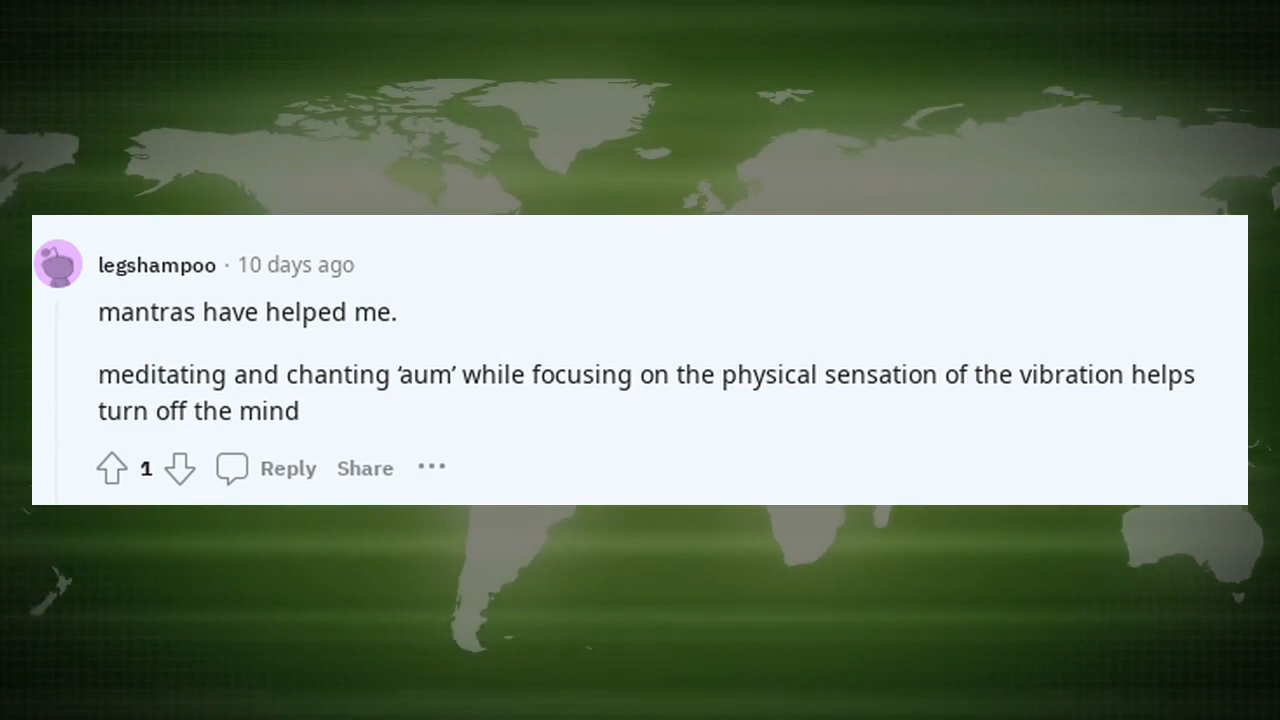 legshampoo · 10 days ago
mantras have helped me.
meditating and chanting ‘aum’ while focusing on the physical sensation of the vibration helps
turn off the mind
1 Reply Share •••